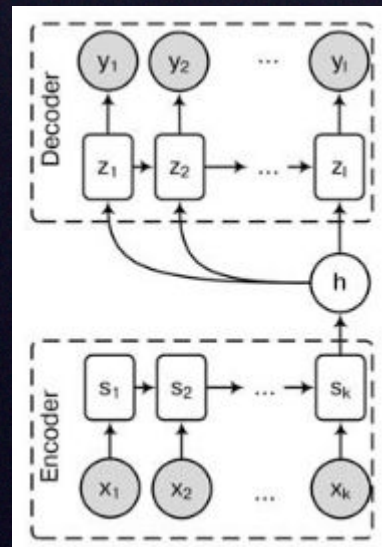 y₁ y₂ ... yₗ
Decoder
z₁ z₂ ... zₗ
h
s₁ s₂ ... sₖ
Encoder
x₁ x₂ ... xₖ